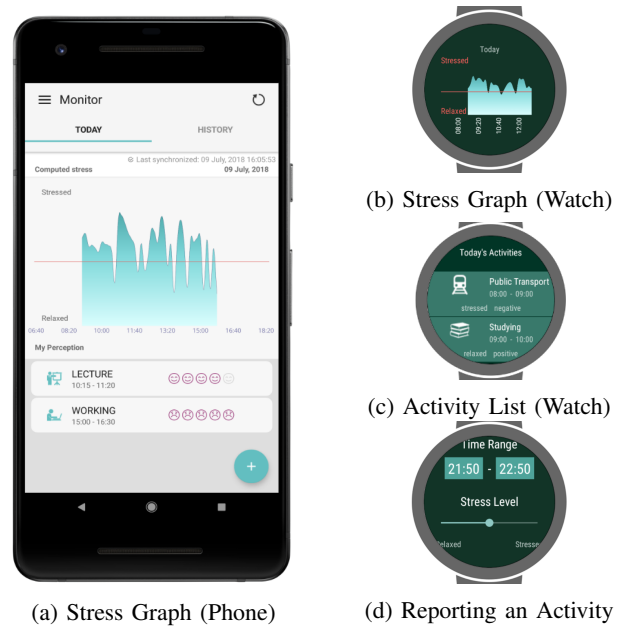 Monitor
TODAY HISTORY
Last synchronized: 09 July, 2018 16:05:53
Computed stress 09 July, 2018
Stressed
Relaxed
06:40 08:20 10:00 11:40 13:20 15:00 16:40 18:20
My Perception
LECTURE
10:15 - 11:20
WORKING
15:00 - 16:30
+
(a) Stress Graph (Phone)
Today
Stressed
Relaxed
08:00 09:20 10:40 12:00
(b) Stress Graph (Watch)
Today's Activities
Public Transport
08:00 - 09:00
stressed negative
Studying
09:00 - 10:00
relaxed positive
(c) Activity List (Watch)
Time Range
21:50 - 22:50
Stress Level
elaxed Stresse
(d) Reporting an Activity